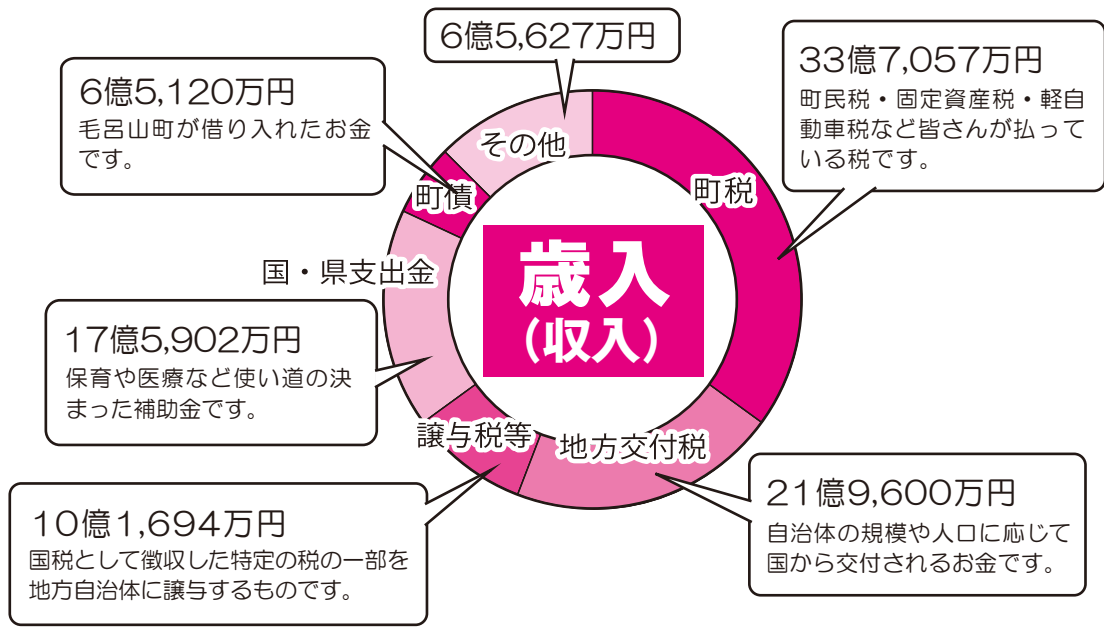 6億5,627万円
その他
33億7,057万円
町民税・固定資産税・軽自
動車税など皆さんが払って
いる税です。
町税
6億5,120万円
毛呂山町が借り入れたお金
です。
町債
歳入
(収入)
国・県支出金
17億5,902万円
保育や医療など使い道の決
まった補助金です。
譲与税等
10億1,694万円
国税として徴収した特定の税の一部を
地方自治体に譲与するものです。
地方交付税
21億9,600万円
自治体の規模や人口に応じて
国から交付されるお金です。